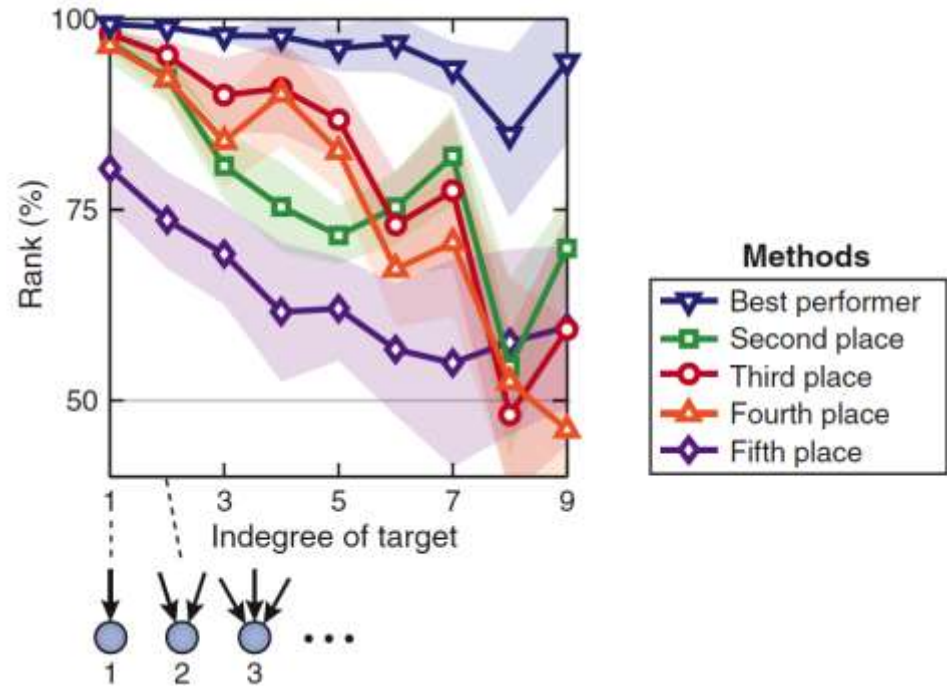 100
75
50
Rank (%)
1 3 5 7 9
Indegree of target
1 2 3
Methods
Best performer
Second place
Third place
Fourth place
Fifth place